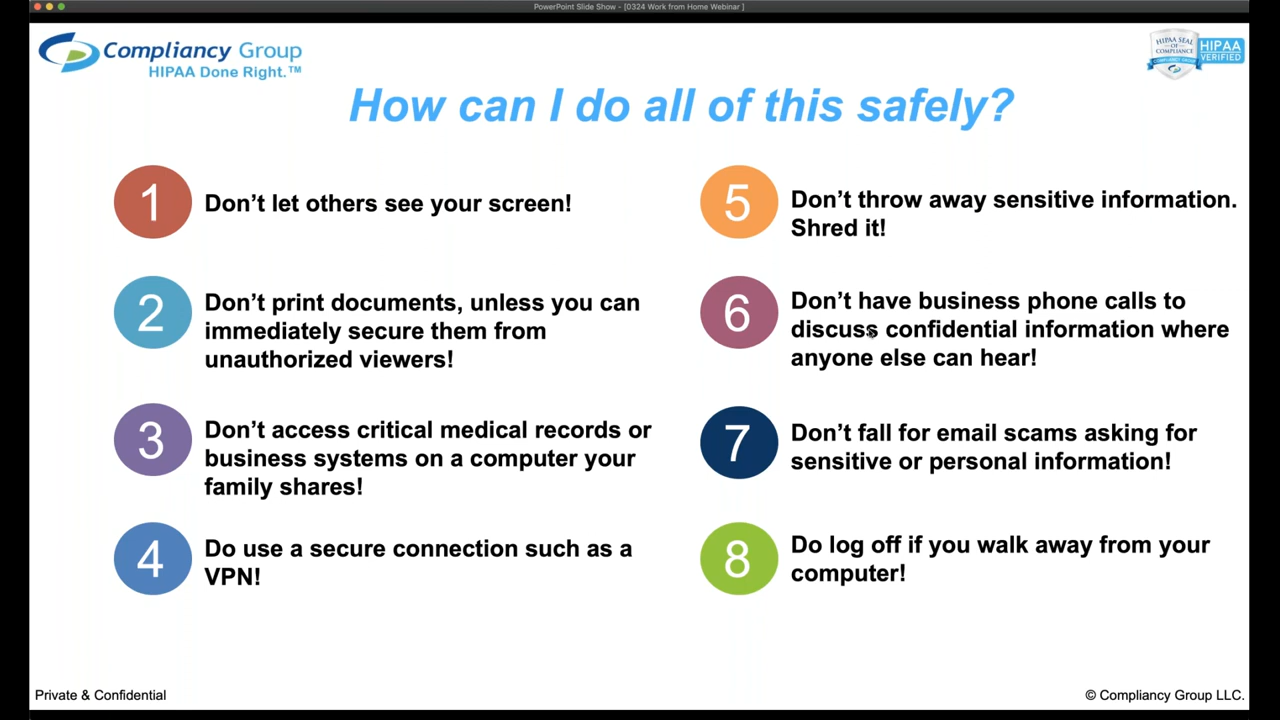 PowerPoint Slide Show - [0324 Work from Home Webinar ]
Compliancy Group
HIPAA Done Right.™
HIPAA SEAL
OF
COMPLIANCE
HIPAA
VERIFIED
How can I do all of this safely?
1
Don’t let others see your screen!
2
Don’t print documents, unless you can
immediately secure them from
unauthorized viewers!
3
Don’t access critical medical records or
business systems on a computer your
family shares!
4
Do use a secure connection such as a
VPN!
5
Don’t throw away sensitive information.
Shred it!
6
Don’t have business phone calls to
discuss confidential information where
anyone else can hear!
7
Don’t fall for email scams asking for
sensitive or personal information!
8
Do log off if you walk away from your
computer!
Private & Confidential
© Compliancy Group LLC.